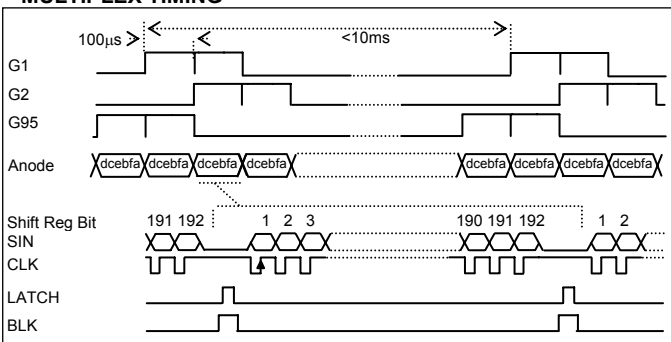 MULTIPLEX TIMING
100µs <10ms
G1
G2
G95
Anode dcebfa dcebfa dcebfa dcebfa dcebfa dcebfa dcebfa dcebfa
Shift Reg Bit 191 192 1 2 3 190 191 192 1 2
SIN
CLK
LATCH
BLK